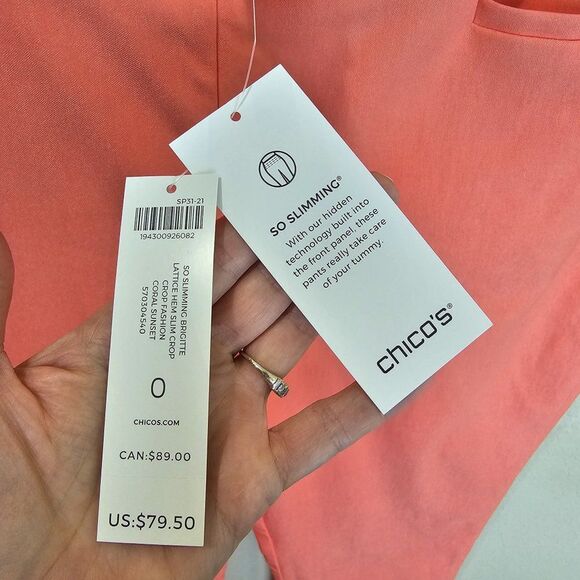 SP31-21
194300926082
SO SLIMMING BRIGITTE
LATTICE HEM SLIM CROP
CROP FASHION
CORAL SUNSET
570304540
0
CHICOS.COM
CAN:$89.00
US:$79.50
SO SLIMMING®
With our hidden
technology built into
the front panel, these
pants really take care
of your tummy.
chico's®